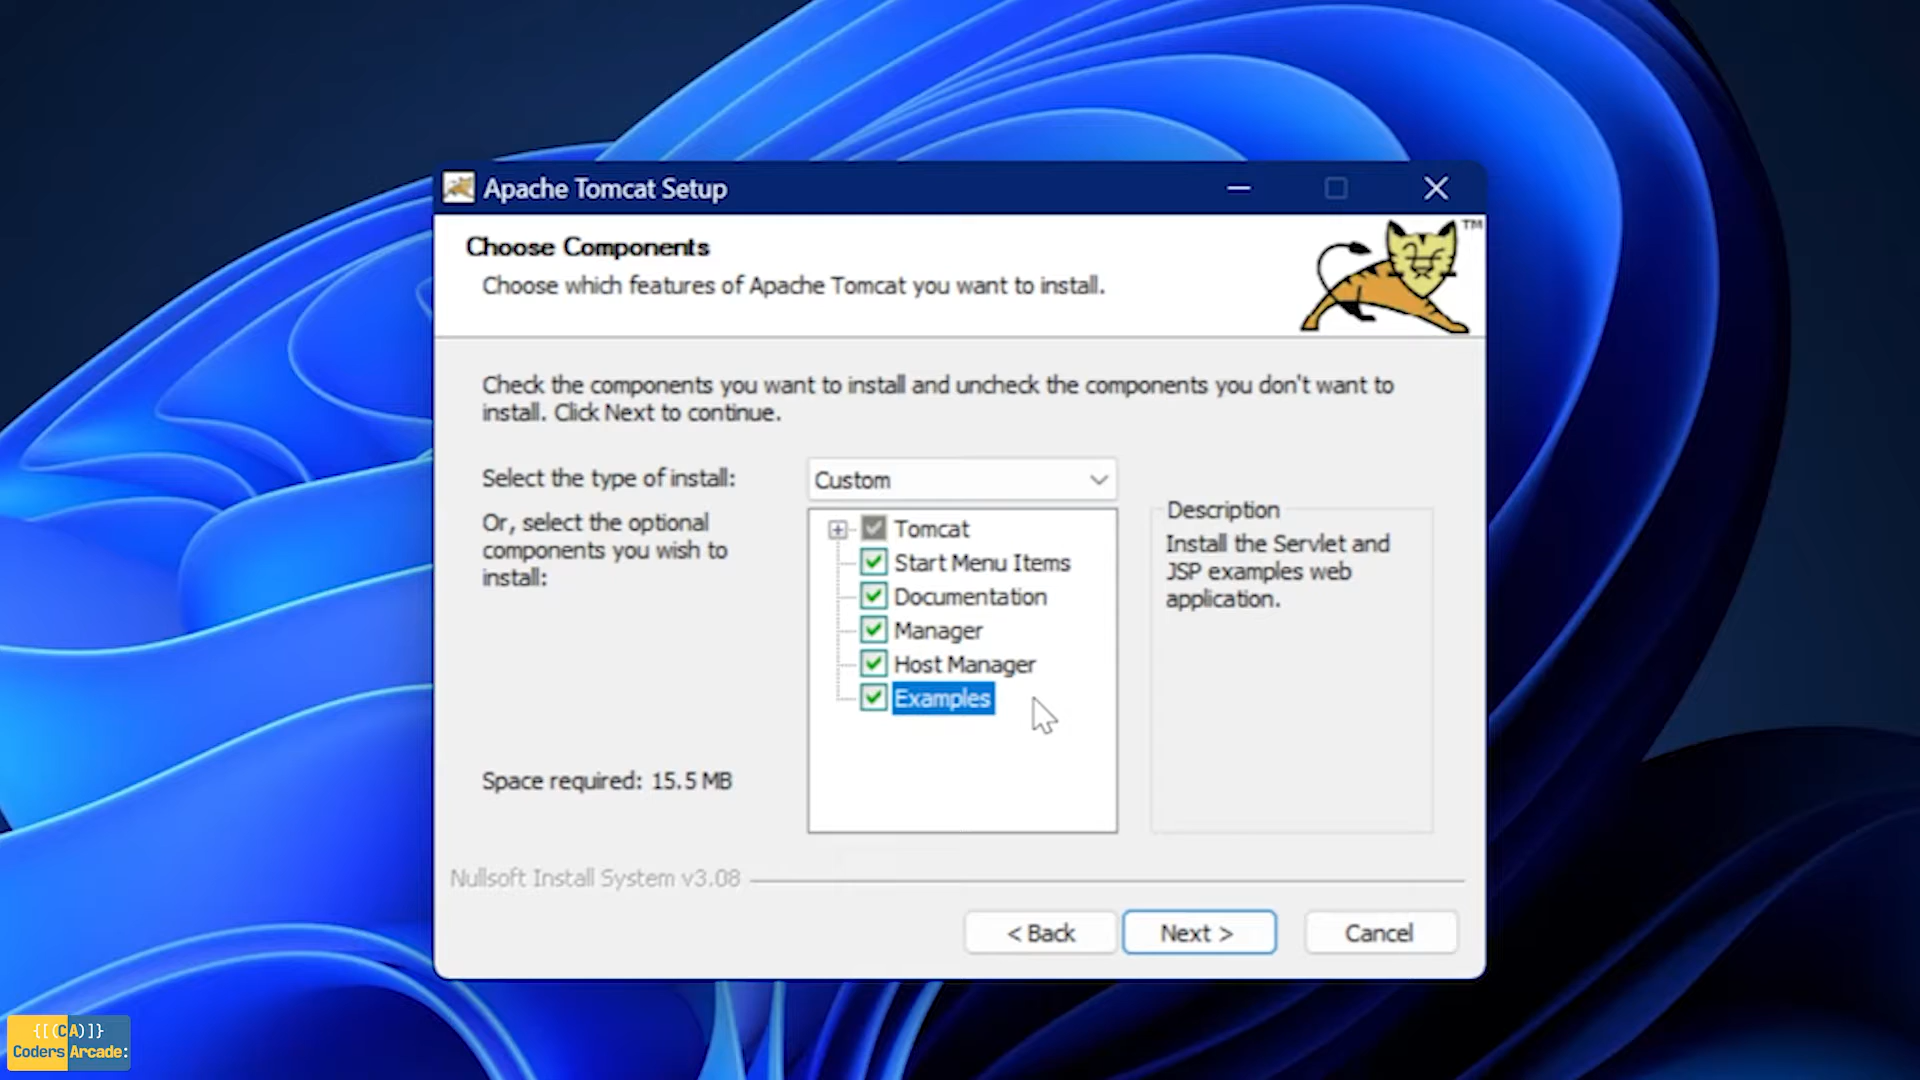 Apache Tomcat Setup
Choose Components
Choose which features of Apache Tomcat you want to install.
TM
Check the components you want to install and uncheck the components you don't want to
install. Click Next to continue.
Select the type of install:
Custom
Or, select the optional
components you wish to
install:
Tomcat
Start Menu Items
Documentation
Manager
Host Manager
Examples
Description
Install the Servlet and
JSP examples web
application.
Space required: 15.5 MB
Nullsoft Install System v3.08
< Back
Next >
Cancel
{[(CA)]}
Coders Arcade: